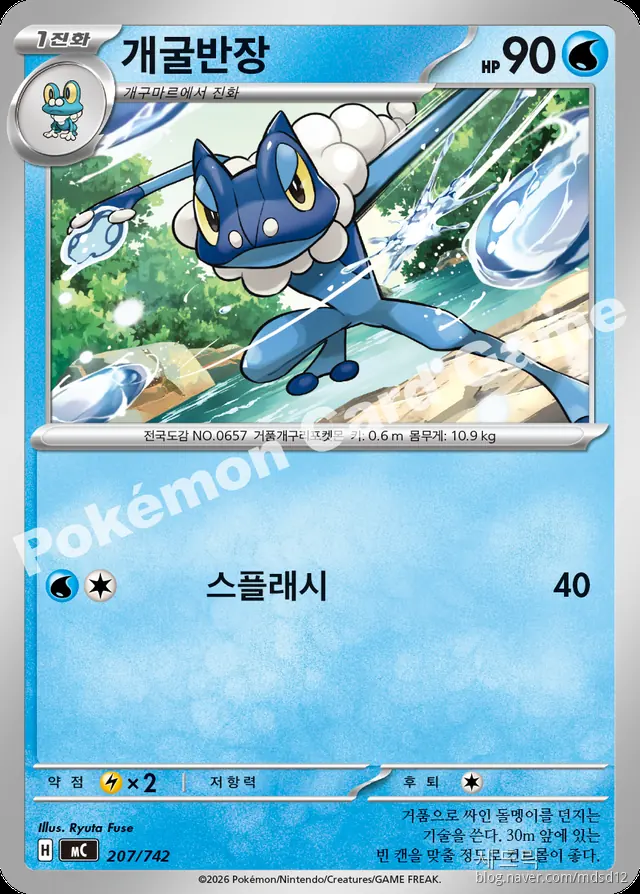 1진화
개굴반장
HP 90
개구마르에서 진화
전국도감 NO.0657 거품개구리포켓몬 키: 0.6 m 몸무게: 10.9 kg
Pokémon Card Game
스플래시 40
약점 ×2 저항력 후퇴
Illus. Ryuta Fuse
H MC 207/742
거품으로 싸인 돌멩이를 던지는
기술을 쓴다. 30m 앞에 있는
빈 캔을 맞출 정도로 컨트롤이 좋다.
blog.naver.com/mdsd12
©2026 Pokémon/Nintendo/Creatures/GAME FREAK.